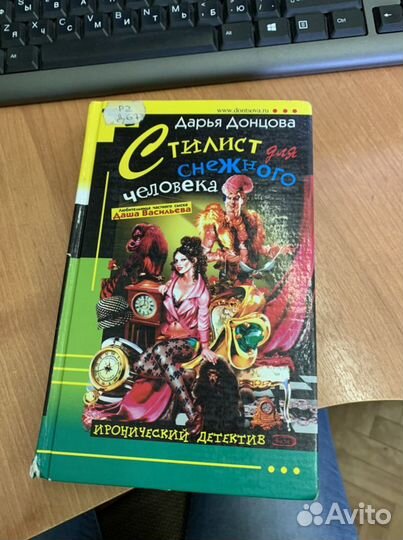 www.dontsova.ru
Дарья Донцова
Стилист для
снежного
человека
Любительница частного сыска
Даша Васильева
ИРОНИЧЕСКИЙ ДЕТЕКТИВ
Avito